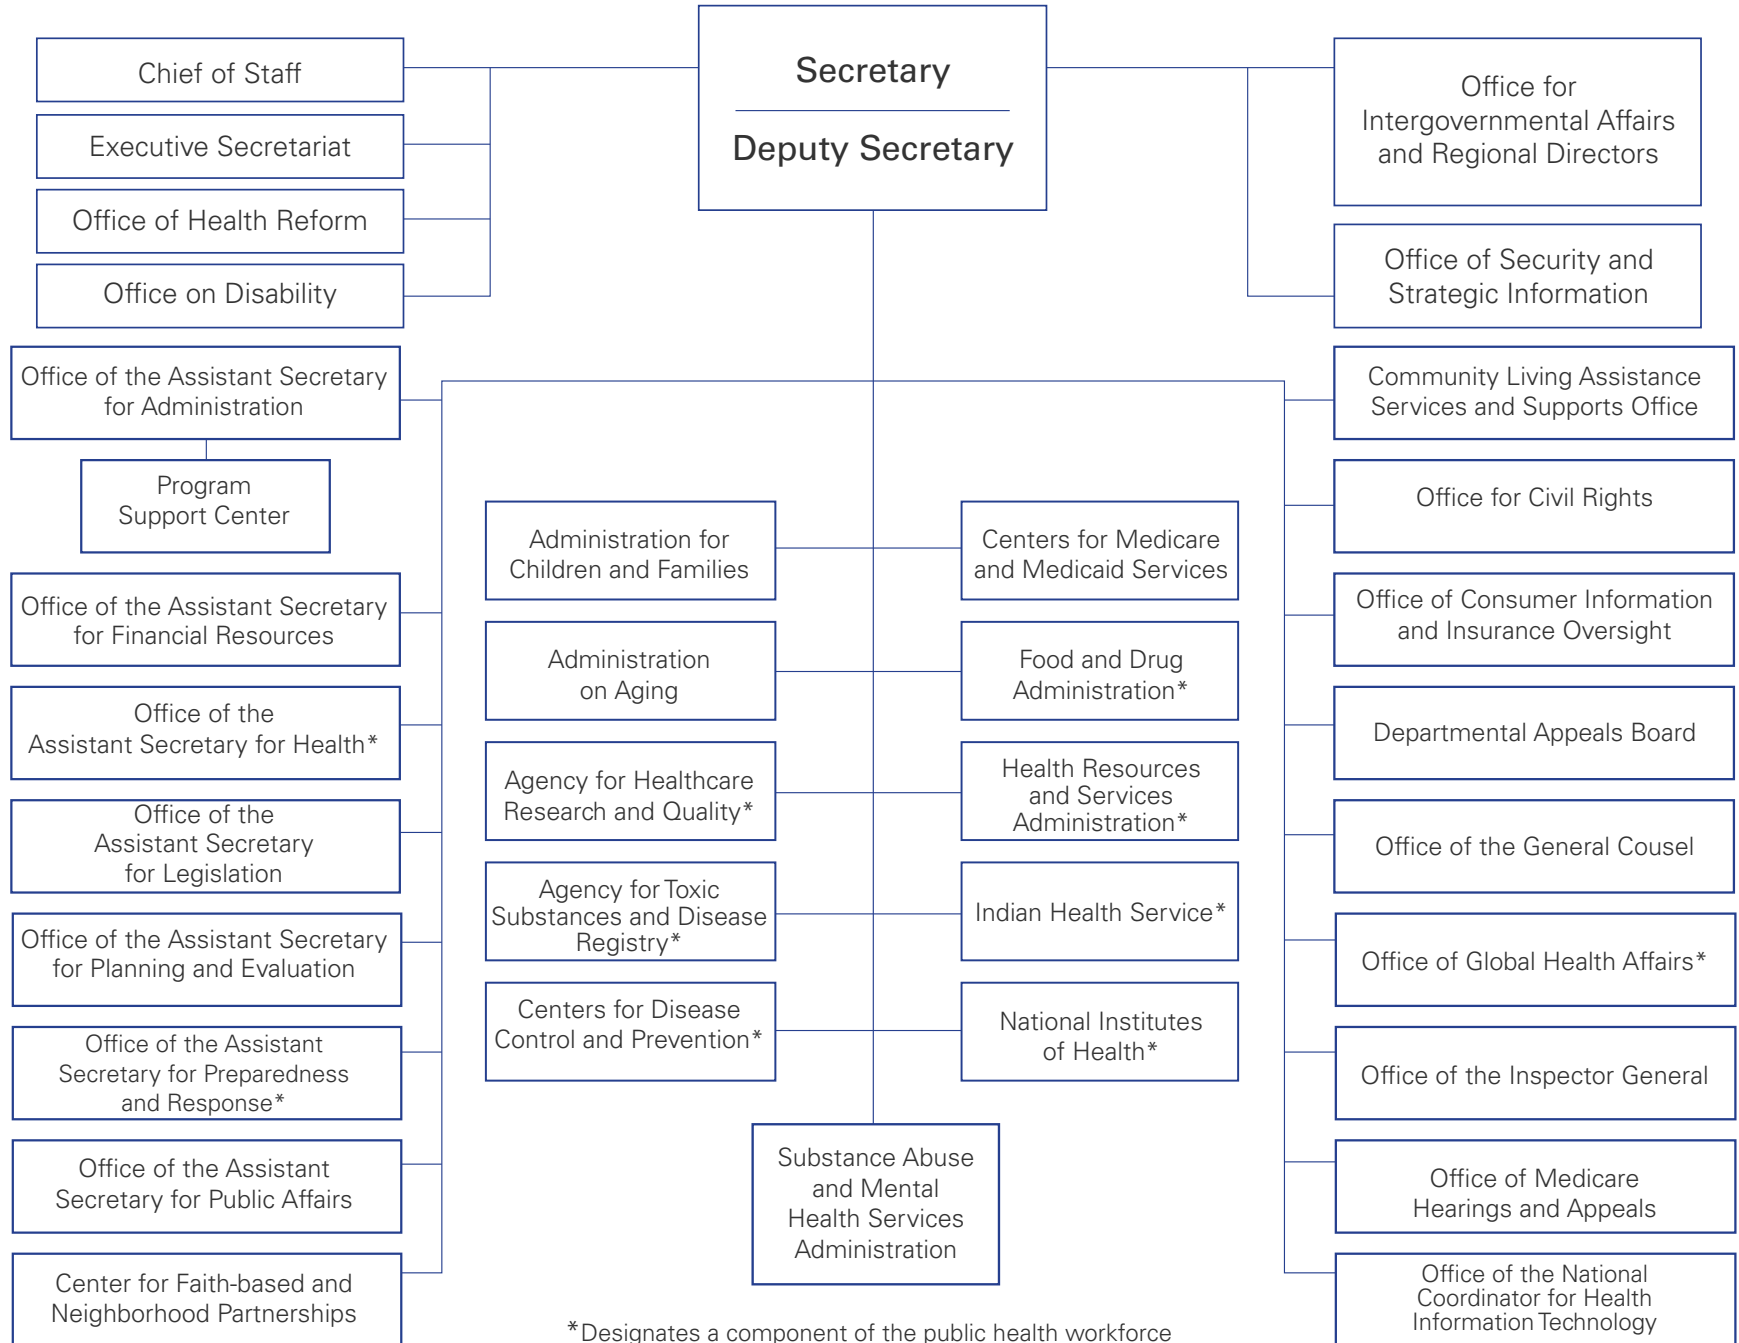 Secretary
Deputy Secretary
Chief of Staff
Executive Secretariat
Office of Health Reform
Office on Disability
Office for
Intergovernmental Affairs
and Regional Directors
Office of Security and
Strategic Information
Office of the Assistant Secretary
for Administration
Program
Support Center
Office of the Assistant Secretary
for Financial Resources
Office of the
Assistant Secretary for Health*
Office of the
Assistant Secretary
for Legislation
Office of the Assistant Secretary
for Planning and Evaluation
Office of the Assistant
Secretary for Preparedness
and Response*
Office of the Assistant
Secretary for Public Affairs
Center for Faith-based and
Neighborhood Partnerships
Administration for
Children and Families
Administration
on Aging
Agency for Healthcare
Research and Quality*
Agency for Toxic
Substances and Disease
Registry*
Centers for Disease
Control and Prevention*
Centers for Medicare
and Medicaid Services
Food and Drug
Administration*
Health Resources
and Services
Administration*
Indian Health Service*
National Institutes
of Health*
Substance Abuse
and Mental
Health Services
Administration
Community Living Assistance
Services and Supports Office
Office for Civil Rights
Office of Consumer Information
and Insurance Oversight
Departmental Appeals Board
Office of the General Cousel
Office of Global Health Affairs*
Office of the Inspector General
Office of Medicare
Hearings and Appeals
Office of the National
Coordinator for Health
Information Technology
*Designates a component of the public health workforce